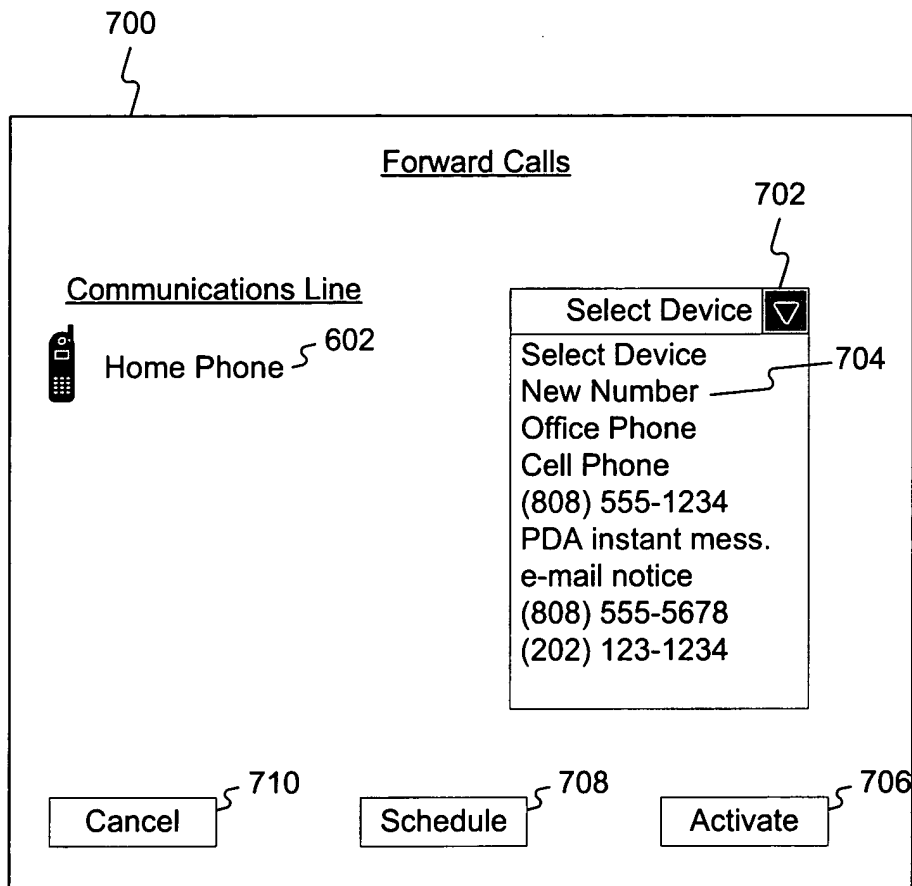 700
Forward Calls
702
Communications Line
Select Device
Home Phone 602
Select Device
New Number 704
Office Phone
Cell Phone
(808) 555-1234
PDA instant mess.
e-mail notice
(808) 555-5678
(202) 123-1234
710
708
706
Cancel
Schedule
Activate